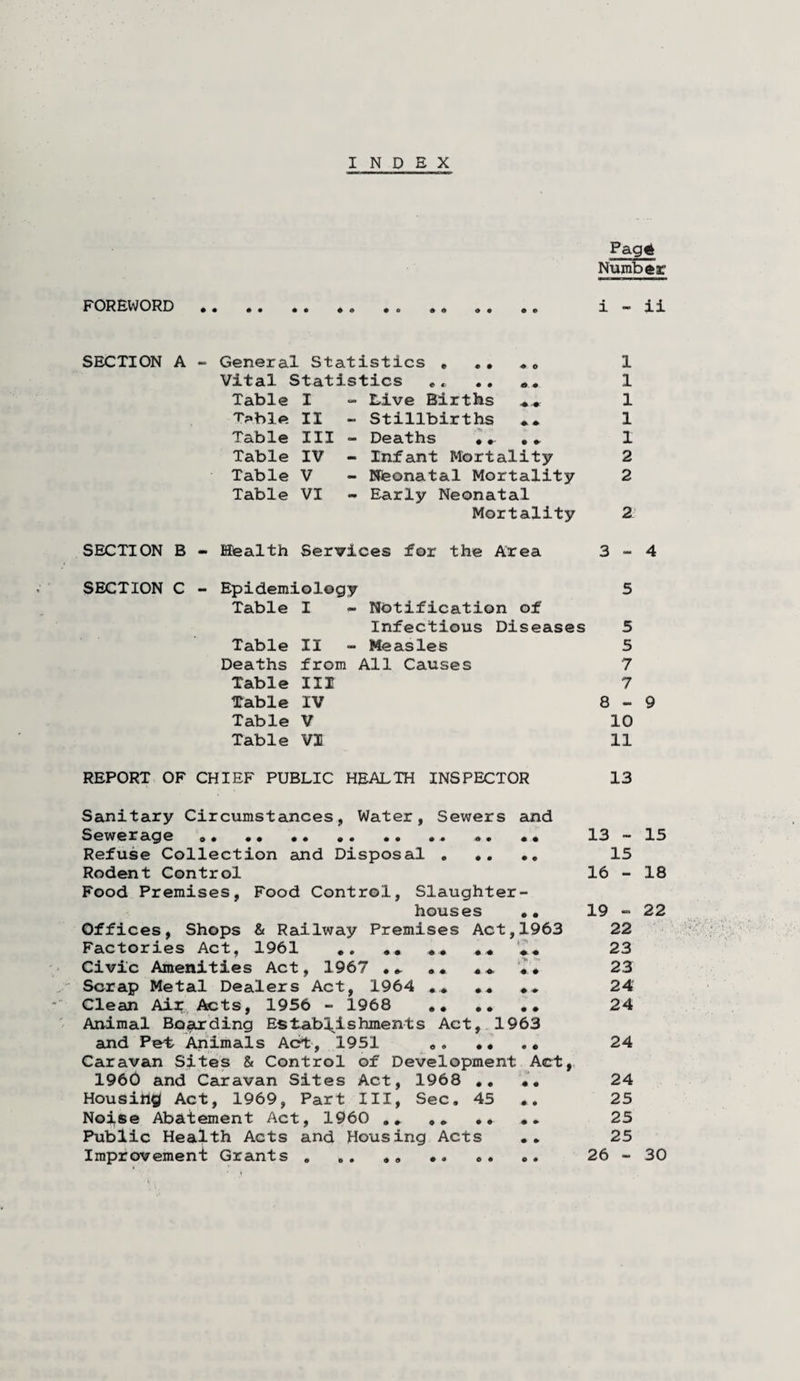 INDEX
Page
Number
FOREWORD .. .. .. .. .. .. .. .. i - ii
SECTION A - General Statistics . .. .. 1
Vital Statistics .. .. .. 1
Table I - Live Births .. 1
Table II - Stillbirths .. 1
Table III - Deaths .. .. 1
Table IV - Infant Mortality 2
Table V - Neonatal Mortality 2
Table VI - Early Neonatal
Mortality 2
SECTION B - Health Services for the Area 3 - 4
SECTION C - Epidemiology 5
Table I - Notification of
Infectious Diseases 5
Table II - Measles 5
Deaths from All Causes 7
Table III 7
Table IV 8 - 9
Table V 10
Table VI 11
REPORT OF CHIEF PUBLIC HEALTH INSPECTOR 13
Sanitary Circumstances, Water, Sewers and
Sewerage .. .. .. .. .. .. .. .. 13 - 15
Refuse Collection and Disposal . .. .. 15
Rodent Control 16 - 18
Food Premises, Food Control, Slaughter-
houses .. 19 - 22
Offices, Shops & Railway Premises Act,1963 22
Factories Act, 1961 .. .. .. .. .. 23
Civic Amenities Act, 1967 .. .. .. .. 23
Scrap Metal Dealers Act, 1964 .. .. .. 24
Clean Air Acts, 1956 - 1968 .. .. .. 24
Animal Boarding Establishments Act, 1963
and Pet Animals Act, 1951 .. .. .. 24
Caravan Sites & Control of Development Act,
1960 and Caravan Sites Act, 1968 .. .. 24
Housing Act, 1969, Part III, Sec. 45 .. 25
Noise Abatement Act, 1960 .. .. .. .. 25
Public Health Acts and Housing Acts .. 25
Improvement Grants . .. .. .. .. .. 26 - 30